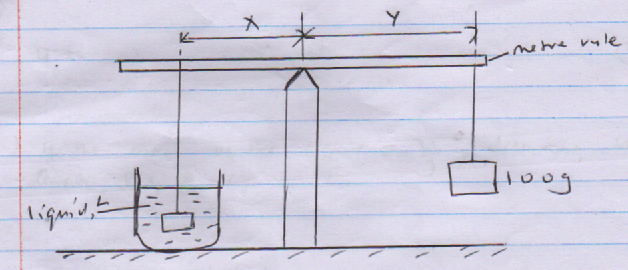 X
Y
metre rule
100g
liquid, L